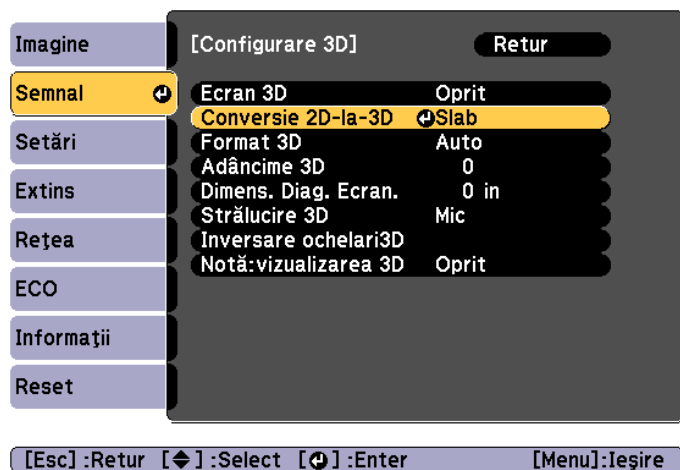 Imagine
[Configurare 3D] Retur
Semnal
Ecran 3D Oprit
Conversie 2D-la-3D Slab
Setări
Format 3D Auto
Adâncime 3D 0
Extins
Dimens. Diag. Ecran. 0 in
Strălucire 3D Mic
Reţea
Inversare ochelari3D
Notă:vizualizarea 3D Oprit
ECO
Informaţii
Reset
[Esc] :Retur [◆] :Select [↵] :Enter [Menu]:Ieşire